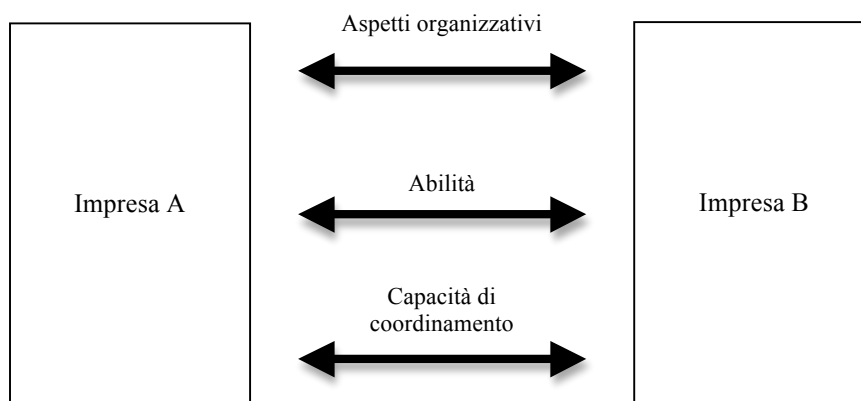 Aspetti organizzativi
Impresa A
Abilità
Impresa B
Capacità di
coordinamento